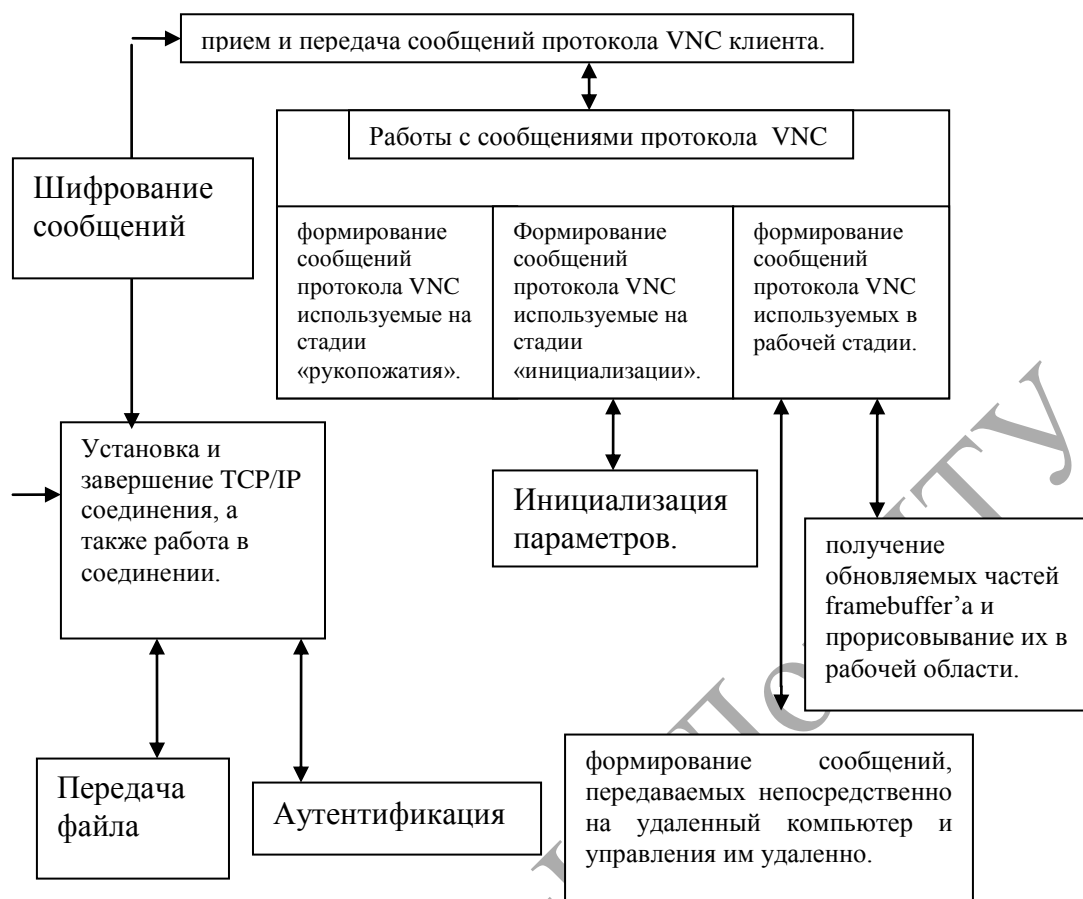 прием и передача сообщений протокола VNC клиента.
Работы с сообщениями протокола VNC
Шифрование
сообщений
формирование
сообщений
протокола VNC
используемые на
стадии
«рукопожатия».
Формирование
сообщений
протокола VNC
используемые на
стадии
«инициализации».
формирование
сообщений
протокола VNC
используемых в
рабочей стадии.
Установка и
завершение TCP/IP
соединения, а
также работа в
соединении.
Инициализация
параметров.
получение
обновляемых частей
framebuffer’а и
прорисовывание их в
рабочей области.
Передача
файла
Аутентификация
формирование сообщений,
передаваемых непосредственно
на удаленный компьютер и
управления им удаленно.